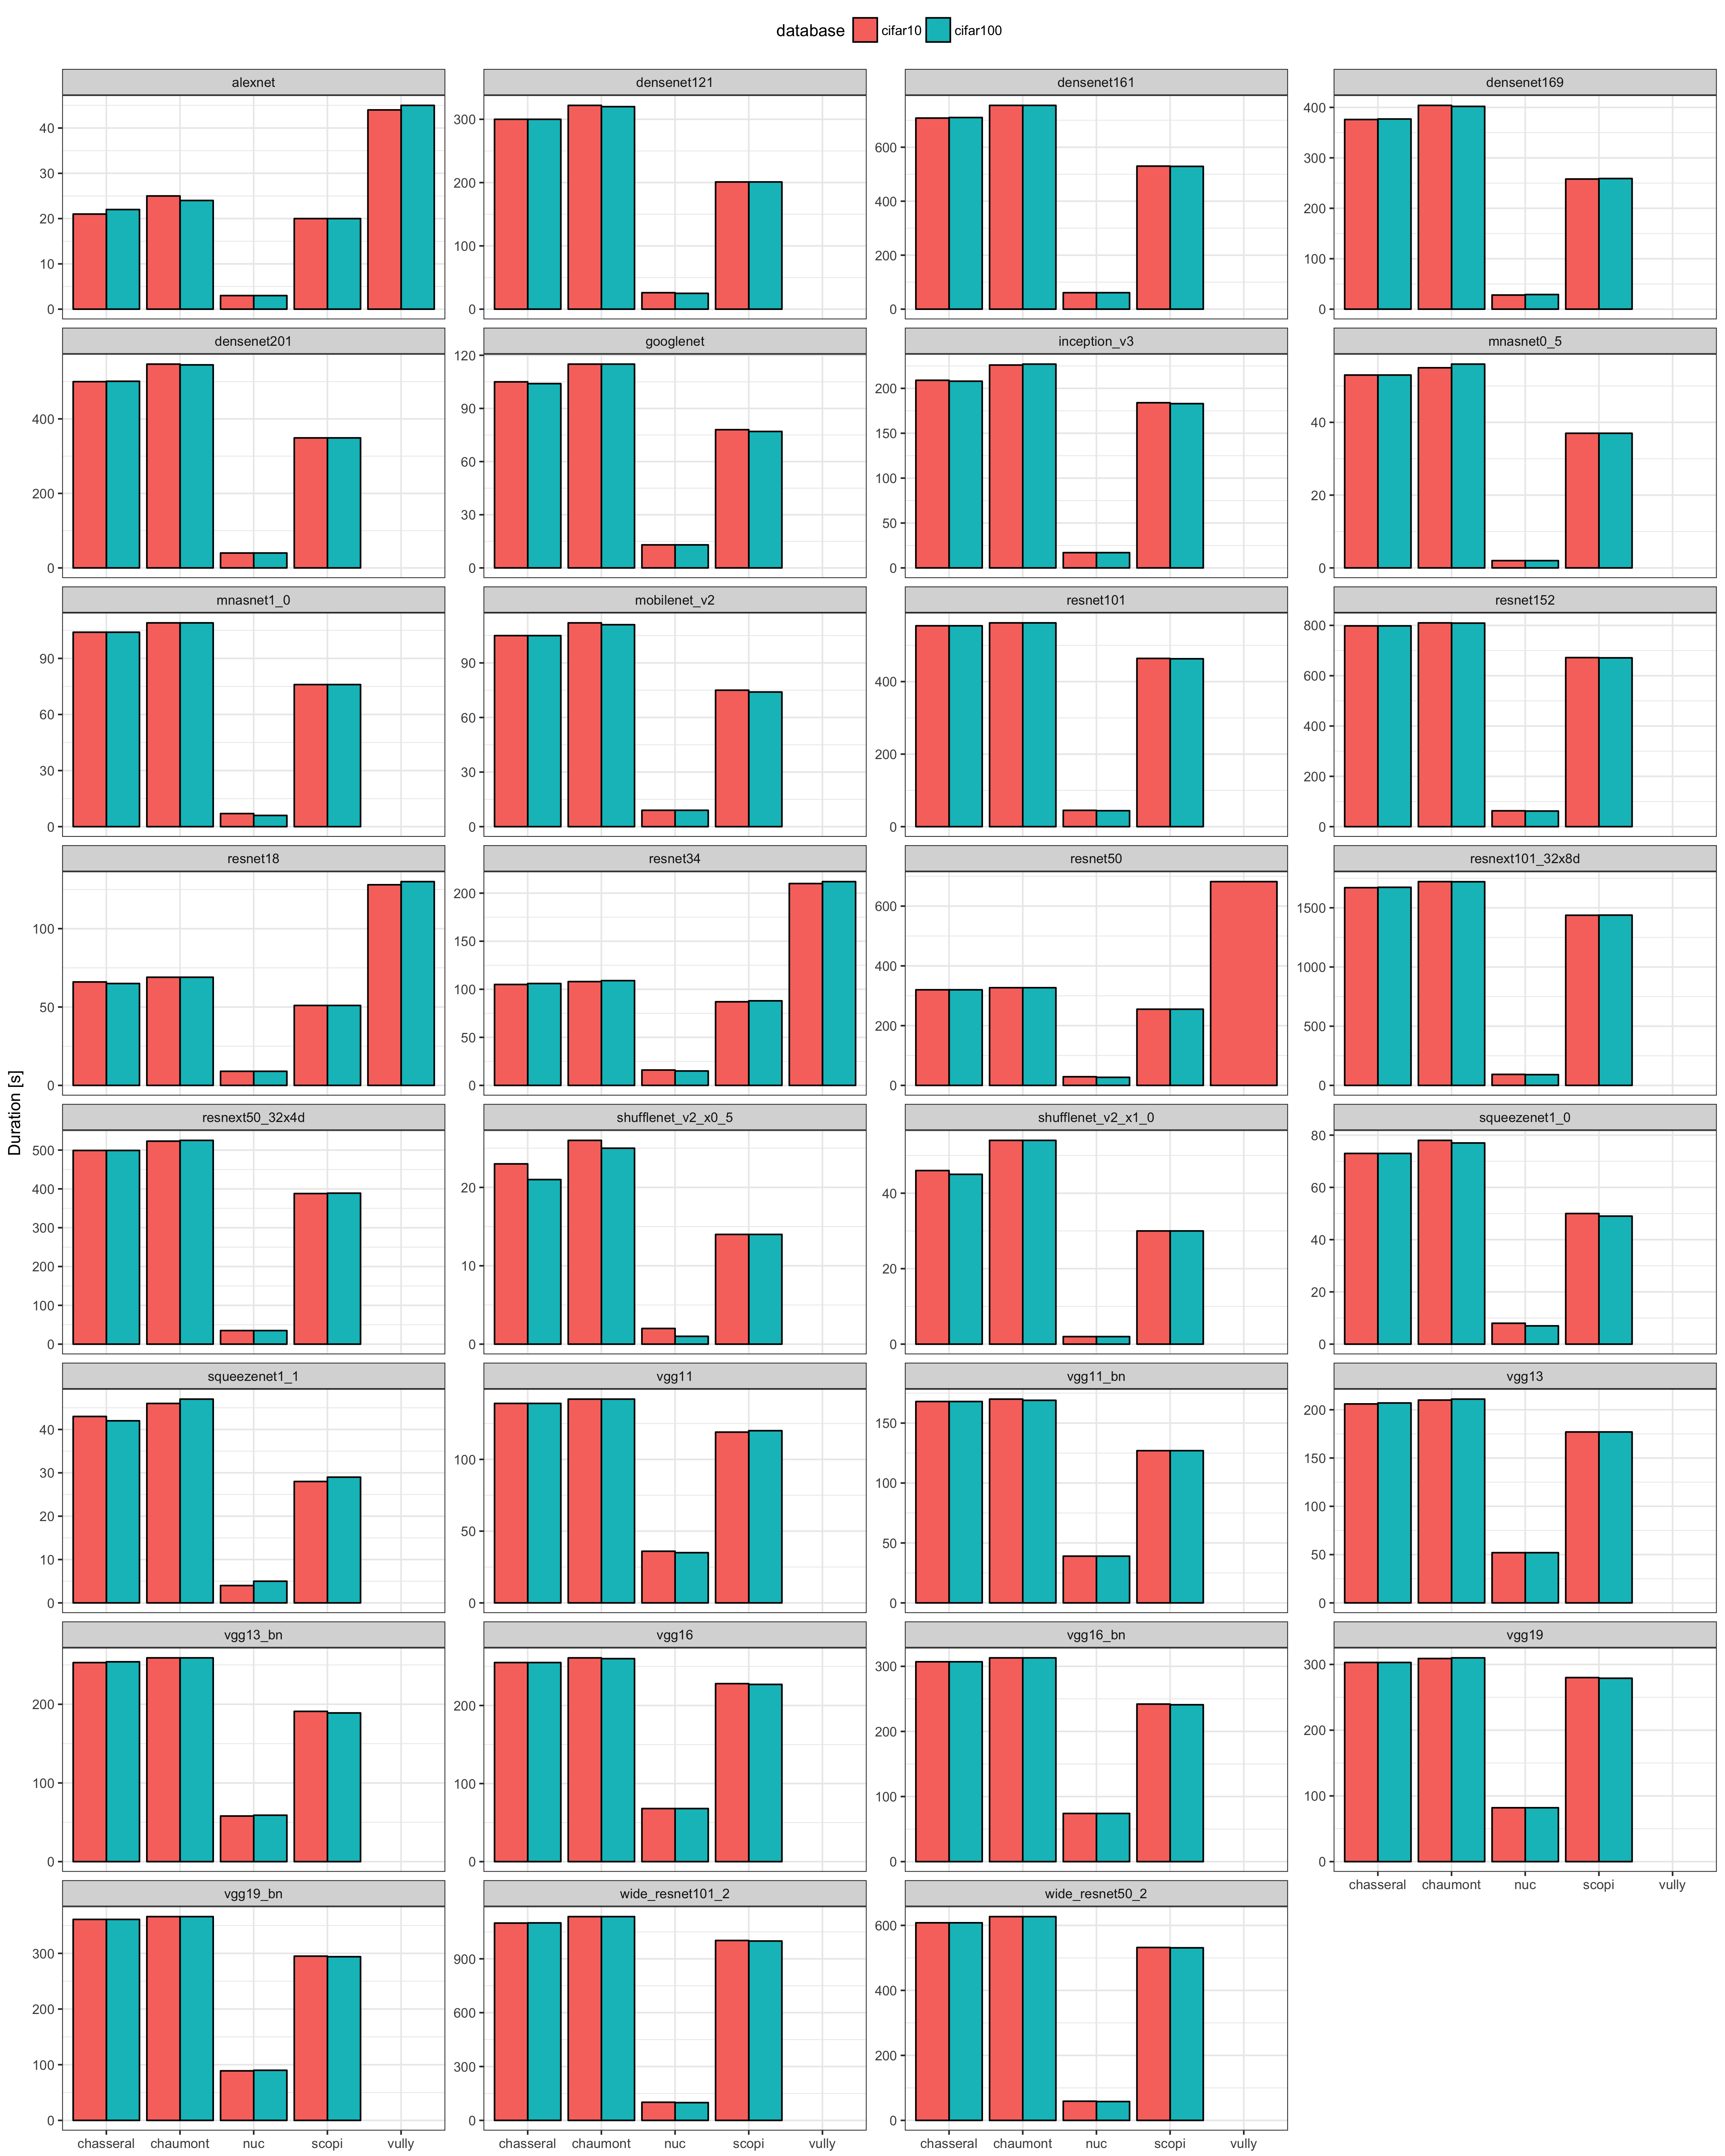 database cifar10 cifar100
alexnet densenet121 densenet161 densenet169
40 30 20 10 0
300 200 100 0
600 400 200 0
400 300 200 100 0
densenet201 googlenet inception_v3 mnasnet0_5
400 200 0
120 90 60 30 0
200 150 100 50 0
40 20 0
mnasnet1_0 mobilenet_v2 resnet101 resnet152
90 60 30 0
90 60 30 0
400 200 0
800 600 400 200 0
resnet18 resnet34 resnet50 resnext101_32x8d
100 50 0
200 150 100 50 0
600 400 200 0
1500 1000 500 0
Duration [s]
resnext50_32x4d shufflenet_v2_x0_5 shufflenet_v2_x1_0 squeezenet1_0
500 400 300 200 100 0
20 10 0
40 20 0
80 60 40 20 0
squeezenet1_1 vgg11 vgg11_bn vgg13
40 30 20 10 0
100 50 0
150 100 50 0
200 150 100 50 0
vgg13_bn vgg16 vgg16_bn vgg19
200 100 0
200 100 0
300 200 100 0
300 200 100 0
chasseral chaumont nuc scopi vully
vgg19_bn wide_resnet101_2 wide_resnet50_2
300 200 100 0
900 600 300 0
600 400 200 0
chasseral chaumont nuc scopi vully
chasseral chaumont nuc scopi vully
chasseral chaumont nuc scopi vully